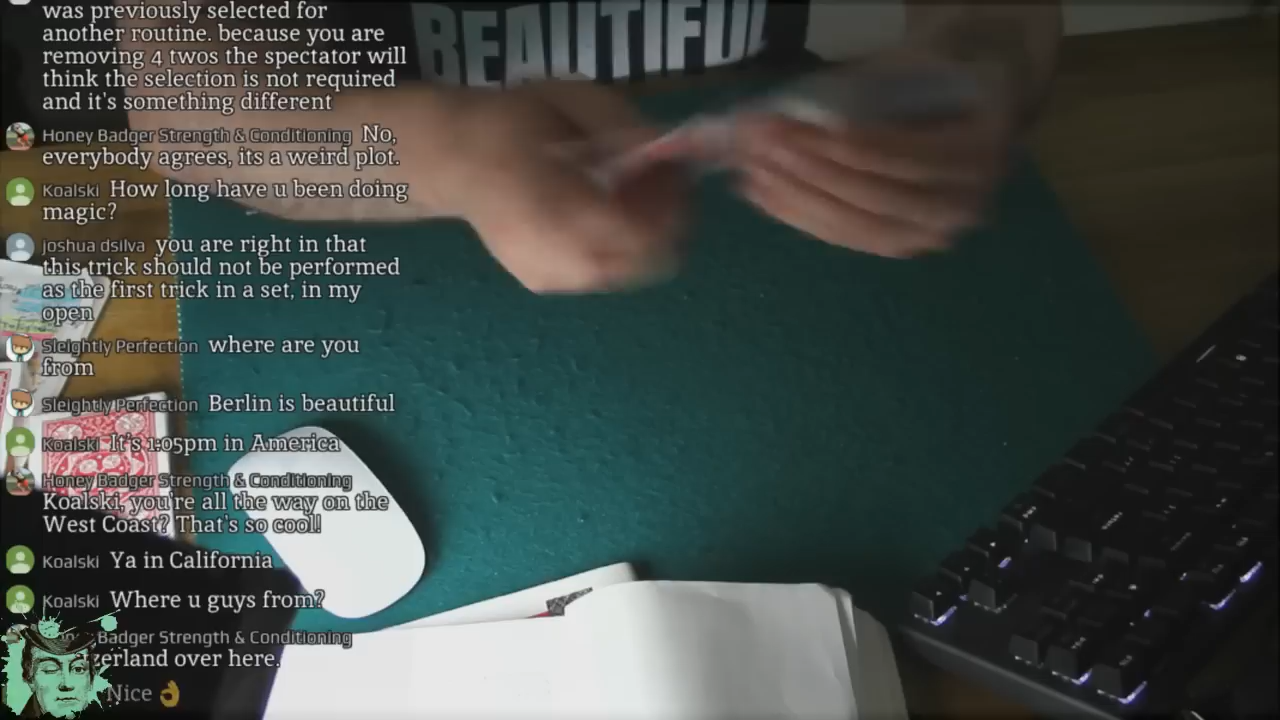 BEAUTIFUL
was previously selected for
another routine. because you are
removing 4 twos the spectator will
think the selection is not required
and it's something different
Honey Badger Strength & Conditioning No,
everybody agrees, its a weird plot.
Koalski How long have u been doing
magic?
joshua dsilva you are right in that
this trick should not be performed
as the first trick in a set, in my
open
Sleightly Perfection where are you
from
Sleightly Perfection Berlin is beautiful
Koalski It's 1:05pm in America
Honey Badger Strength & Conditioning
Koalski, you're all the way on the
West Coast? That's so cool!
Koalski Ya in California
Koalski Where u guys from?
Badger Strength & Conditioning
zerland over here.
Nice 👌